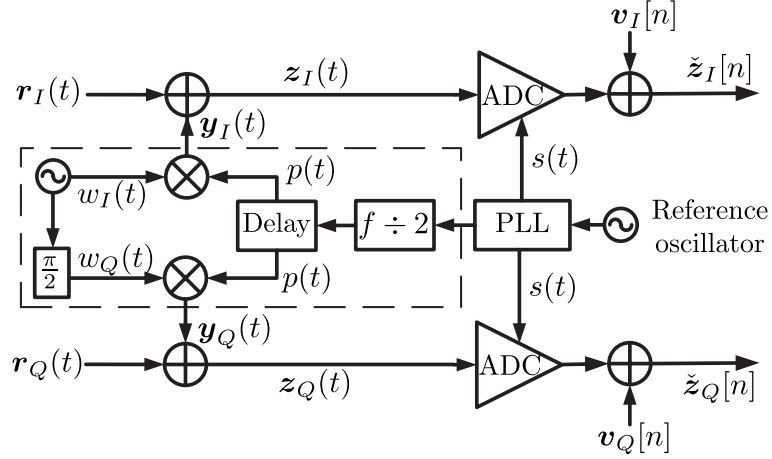 v_I[n]
r_I(t)
z_I(t)
ADC
ž_I[n]
y_I(t)
s(t)
w_I(t)
p(t)
Delay
f ÷ 2
PLL
Reference
oscillator
π/2
w_Q(t)
p(t)
s(t)
y_Q(t)
r_Q(t)
z_Q(t)
ADC
ž_Q[n]
v_Q[n]